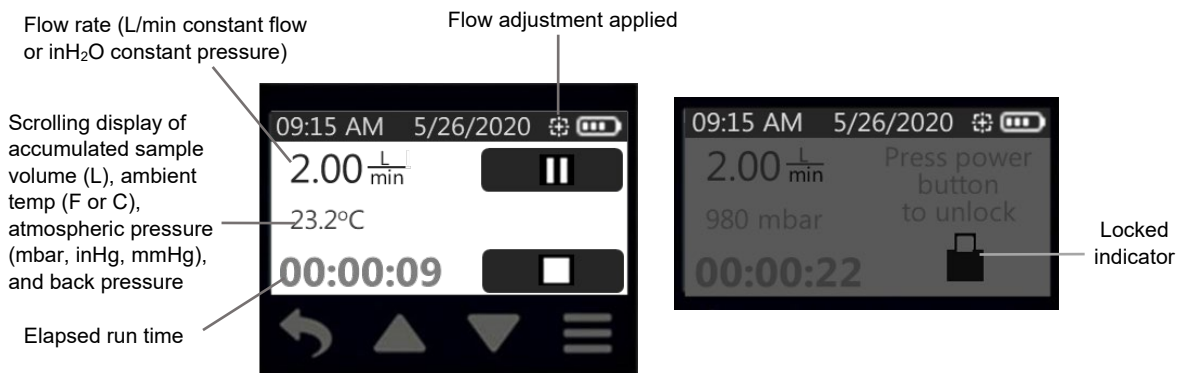 Flow rate (L/min constant flow
or inH₂O constant pressure)
Flow adjustment applied
Scrolling display of
accumulated sample
volume (L), ambient
temp (F or C),
atmospheric pressure
(mbar, inHg, mmHg),
and back pressure
Elapsed run time
09:15 AM 5/26/2020
2.00 L/min
23.2ºC
00:00:09
09:15 AM 5/26/2020
2.00 L/min
Press power
button
to unlock
980 mbar
00:00:22
Locked
indicator